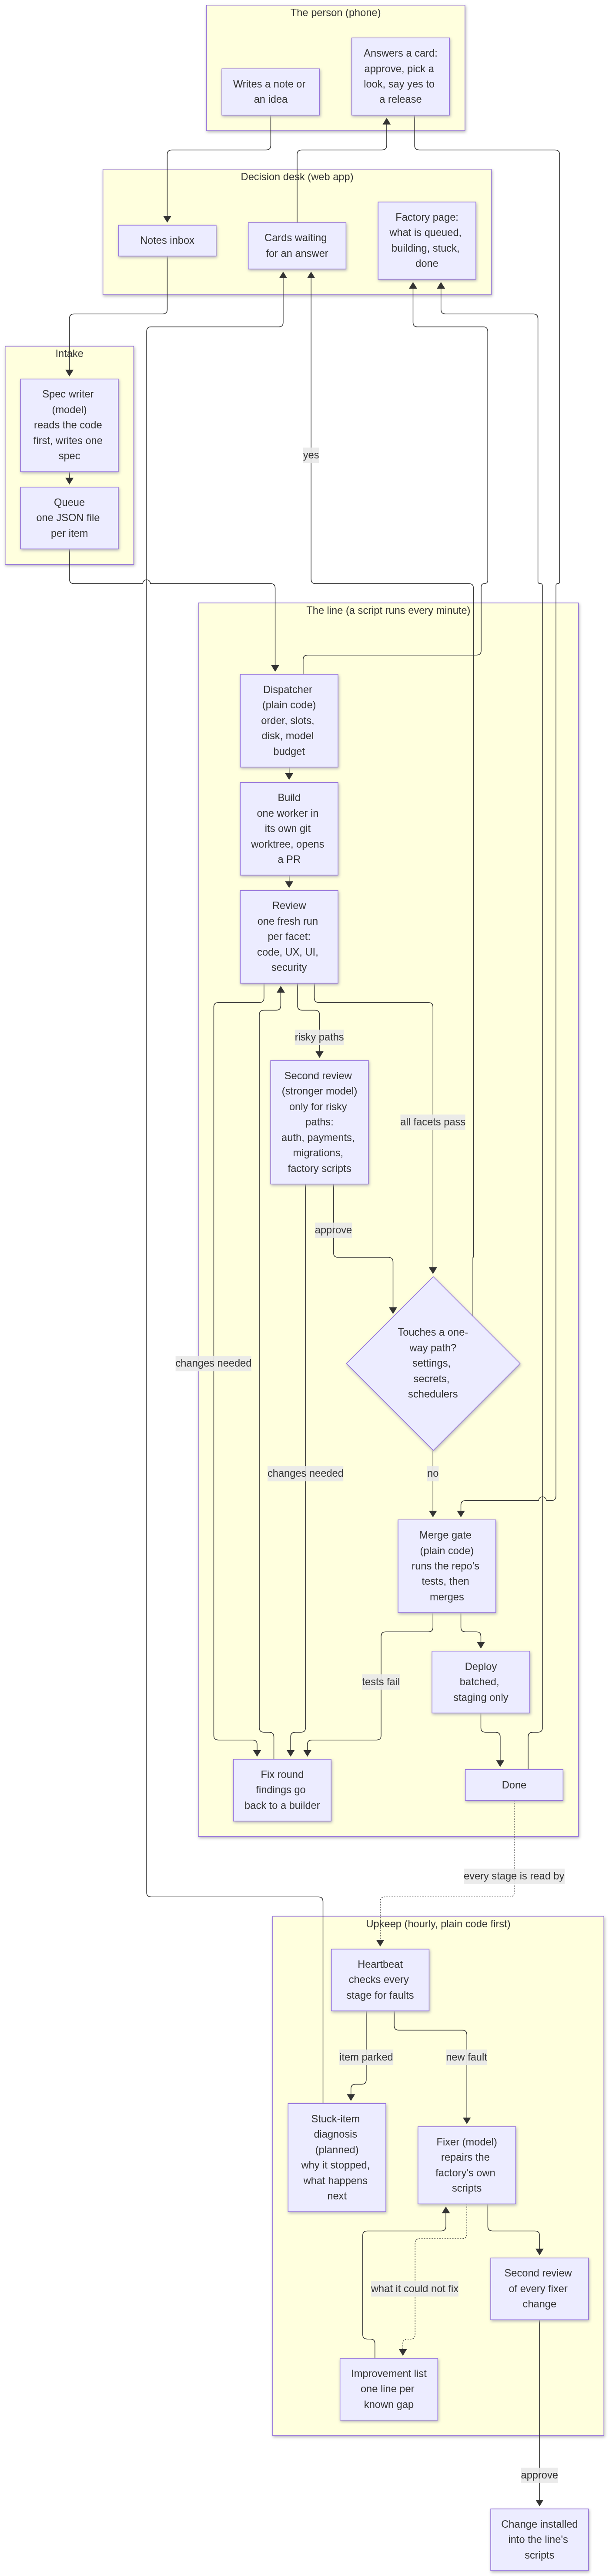 The person (phone)
Writes a note or
an idea
Answers a card:
approve, pick a
look, say yes to
a release
Decision desk (web app)
Notes inbox
Cards waiting
for an answer
Factory page:
what is queued,
building, stuck,
done
Intake
Spec writer
(model)
reads the code
first, writes one
spec
Queue
one JSON file
per item
yes
The line (a script runs every minute)
Dispatcher
(plain code)
order, slots,
disk, model
budget
Build
one worker in
its own git
worktree, opens
a PR
Review
one fresh run
per facet:
code, UX, UI,
security
risky paths
Second review
(stronger model)
only for risky
paths:
auth, payments,
migrations,
factory scripts
all facets pass
approve
Touches a one-
way path?
settings,
secrets,
schedulers
changes needed
changes needed
no
Merge gate
(plain code)
runs the repo's
tests, then
merges
tests fail
Deploy
batched,
staging only
Fix round
findings go
back to a builder
Done
every stage is read by
Upkeep (hourly, plain code first)
Heartbeat
checks every
stage for faults
item parked
new fault
Stuck-item
diagnosis
(planned)
why it stopped,
what happens
next
Fixer (model)
repairs the
factory's own
scripts
what it could not fix
Second review
of every fixer
change
Improvement list
one line per
known gap
approve
Change installed
into the line's
scripts